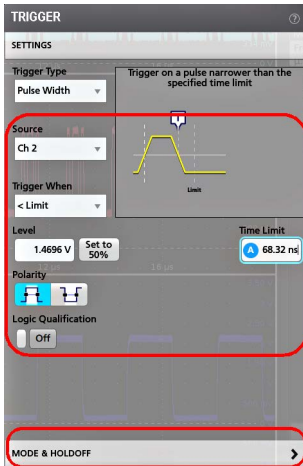 TRIGGER
?
SETTINGS
Trigger Type
Pulse Width
Trigger on a pulse narrower than the
specified time limit
Source
Ch 2
T
Limit
Trigger When
< Limit
Level
Time Limit
1.4696 V
Set to
50%
A 68.32 ns
Polarity
Logic Qualification
Off
MODE & HOLDOFF